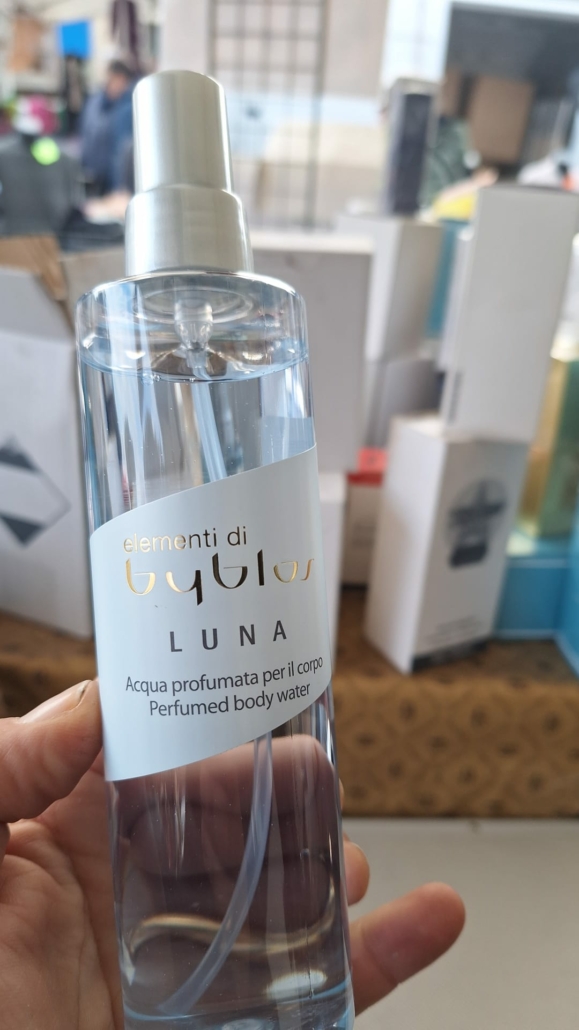 elementi di
byblos
LUNA
Acqua profumata per il corpo
Perfumed body water